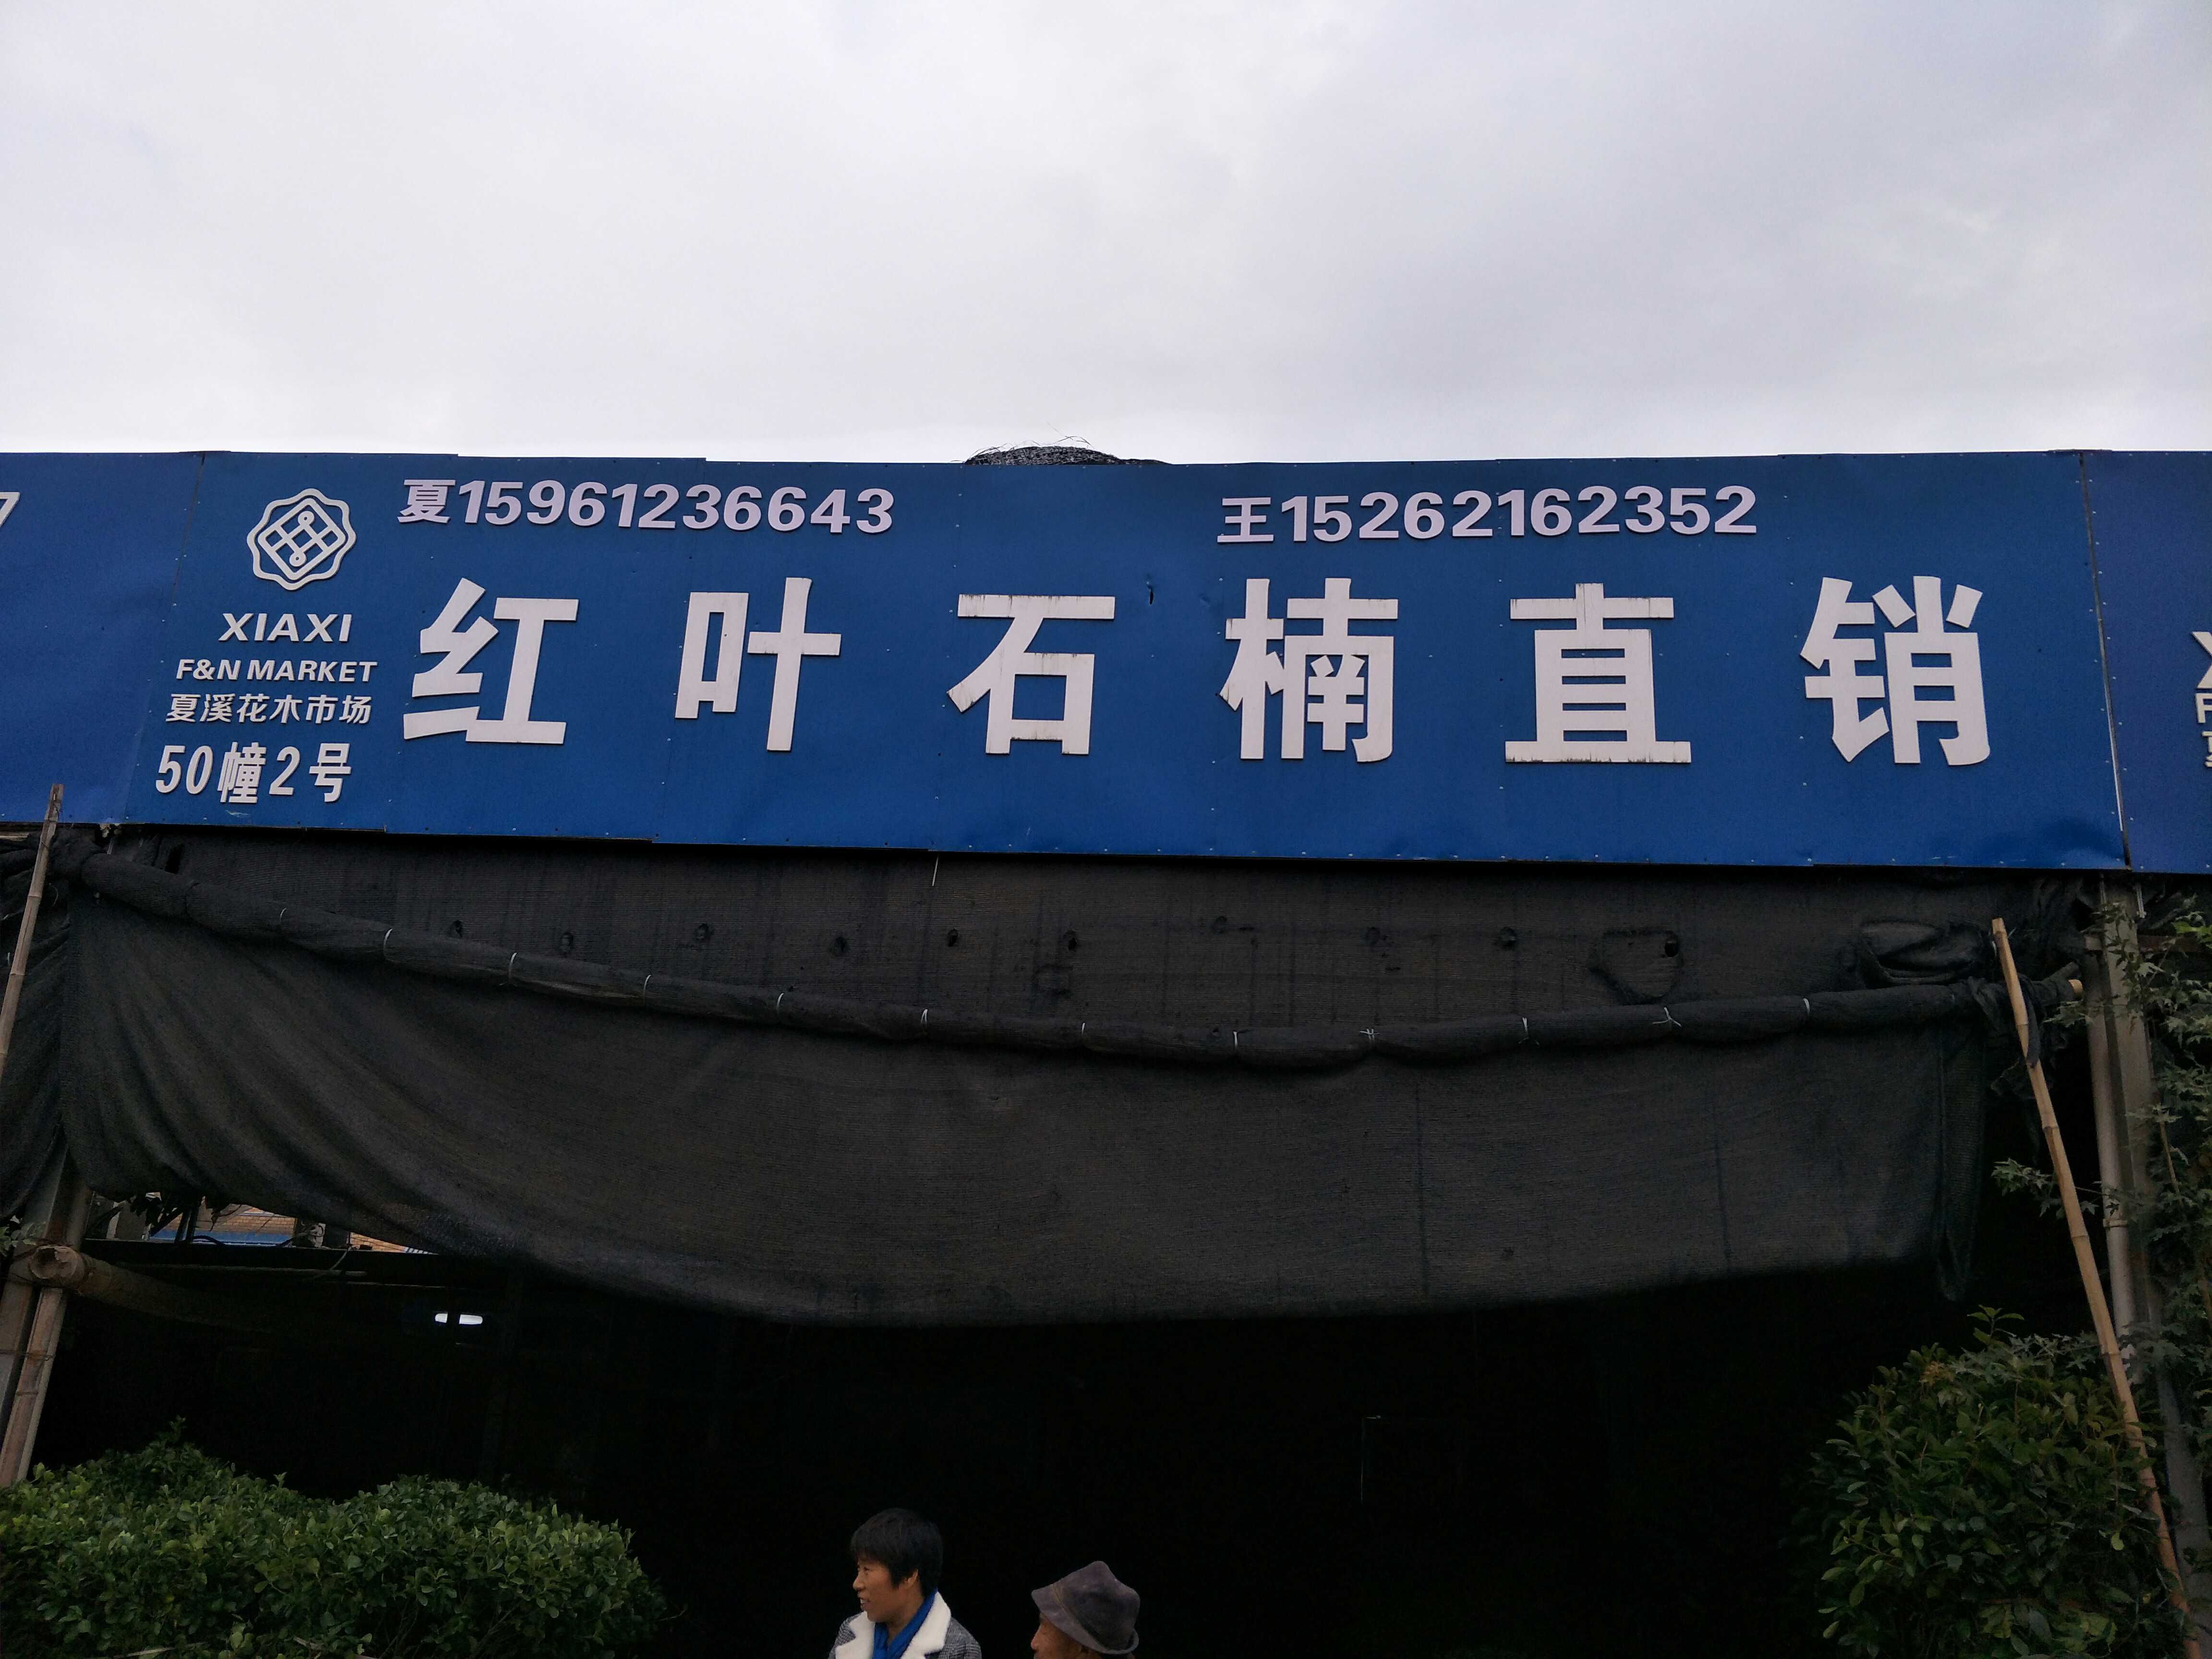 夏15961236643
王15262162352
红叶石楠直销
XIAXI
F&N MARKET
夏溪花木市场
50幢2号